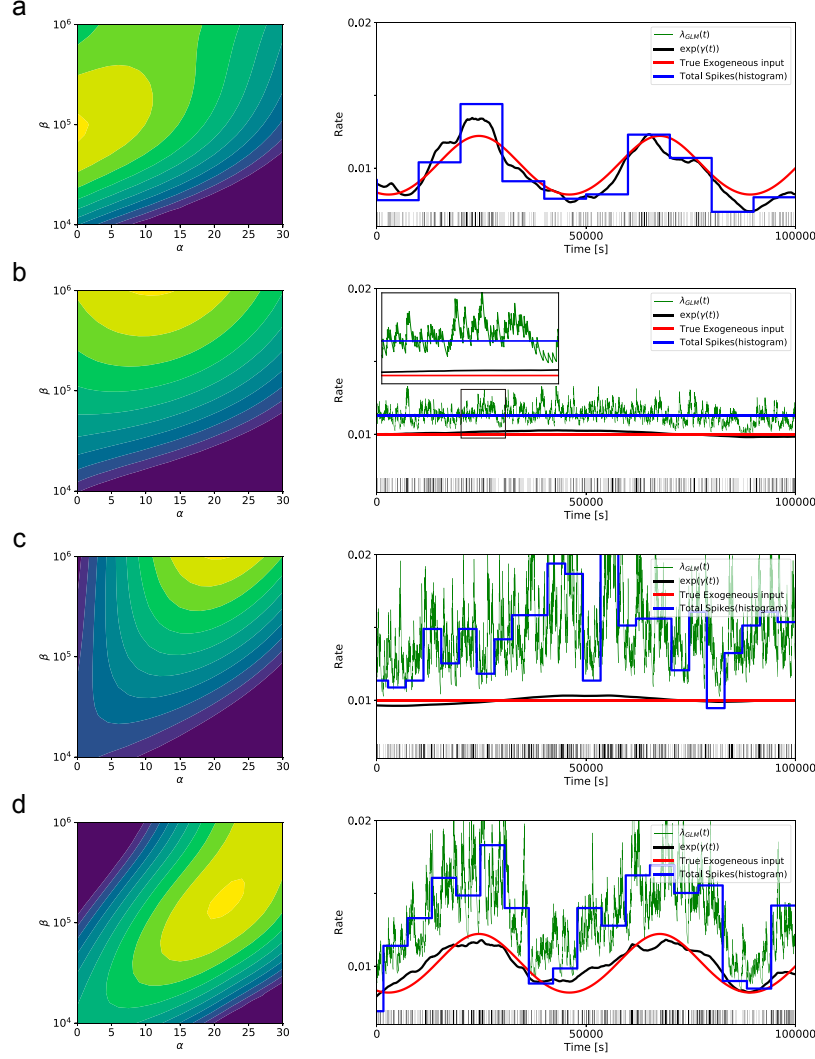 a
10⁶
10⁵
10⁴
β
0 5 10 15 20 25 30
α
0.02
0.01
Rate
λGLM(t)
exp(γ(t))
True Exogeneous input
Total Spikes(histogram)
0 50000 100000
Time [s]
b
10⁶
10⁵
10⁴
β
0 5 10 15 20 25 30
α
0.02
0.01
Rate
λGLM(t)
exp(γ(t))
True Exogeneous input
Total Spikes(histogram)
0 50000 100000
Time [s]
c
10⁶
10⁵
10⁴
β
0 5 10 15 20 25 30
α
0.02
0.01
Rate
λGLM(t)
exp(γ(t))
True Exogeneous input
Total Spikes(histogram)
0 50000 100000
Time [s]
d
10⁶
10⁵
10⁴
β
0 5 10 15 20 25 30
α
0.02
0.01
Rate
λGLM(t)
exp(γ(t))
True Exogeneous input
Total Spikes(histogram)
0 50000 100000
Time [s]